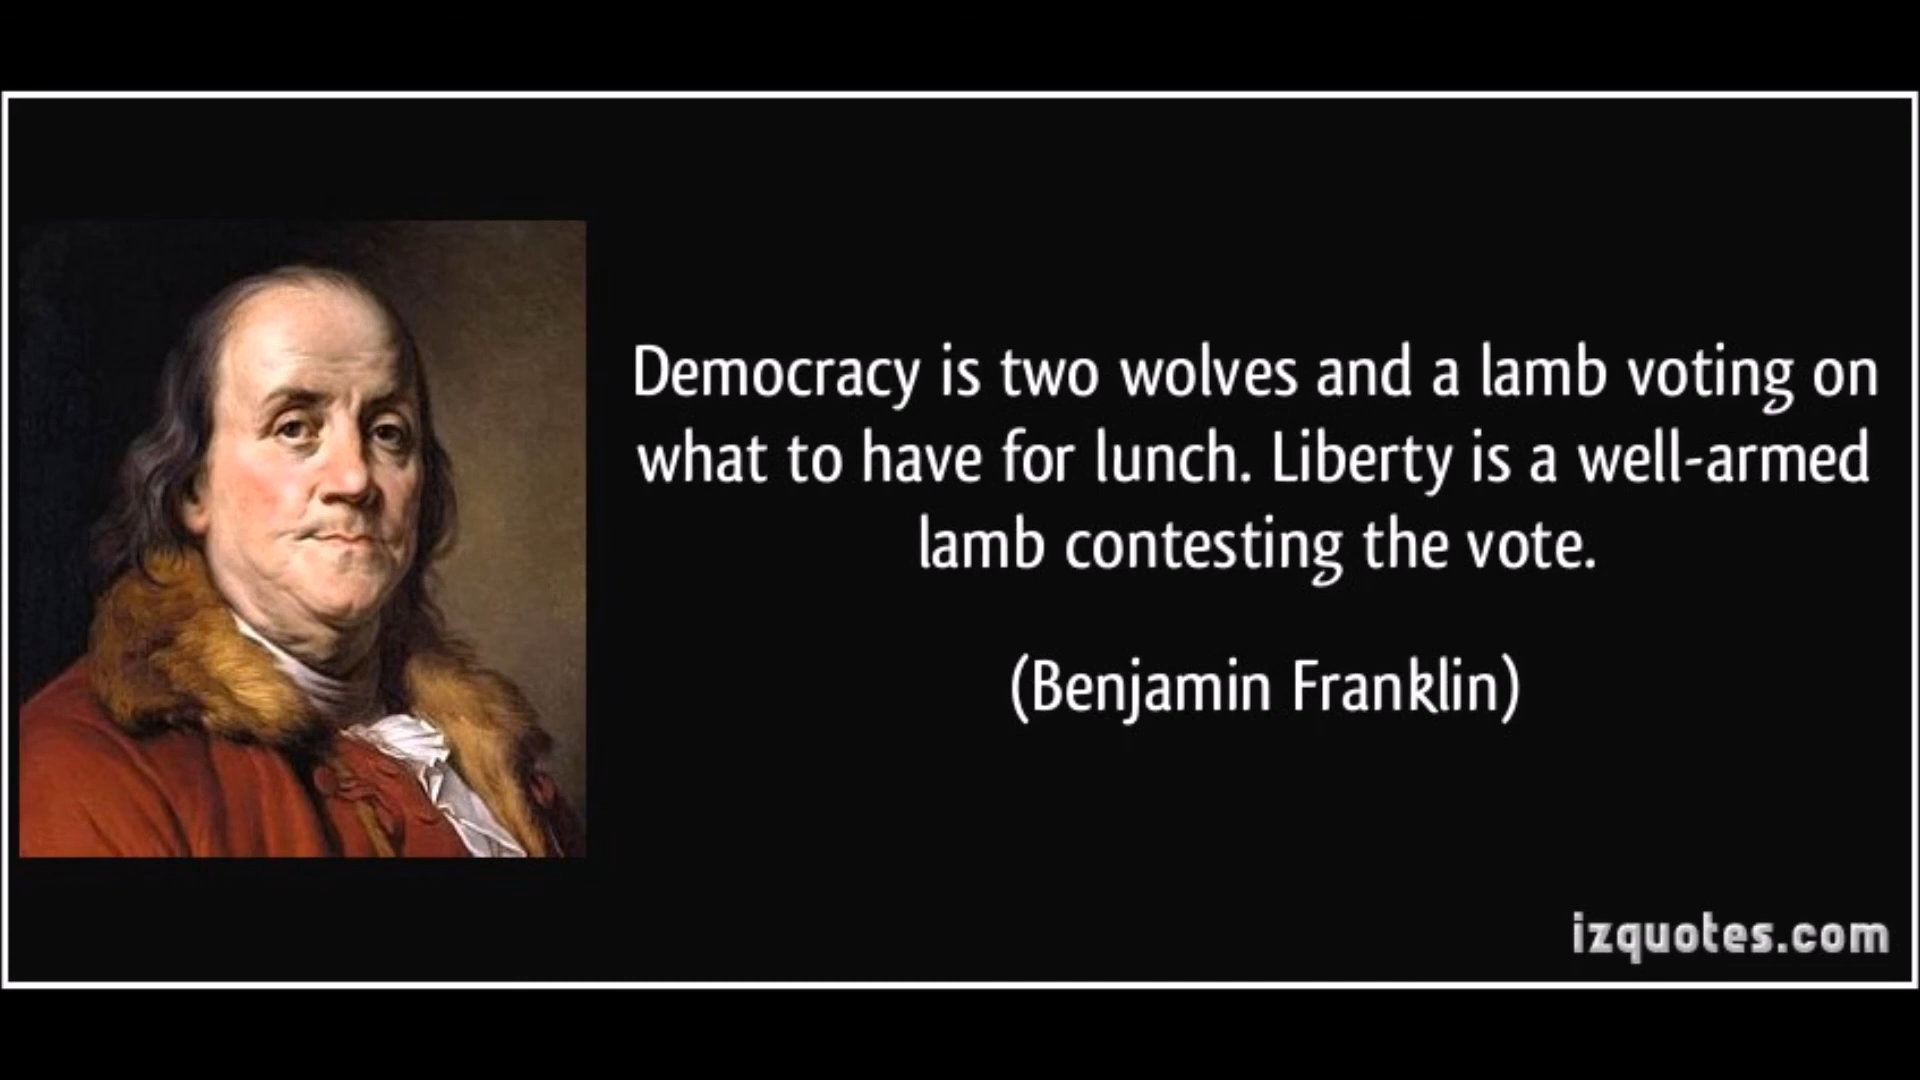 Democracy is two wolves and a lamb voting on
what to have for lunch. Liberty is a well-armed
lamb contesting the vote.
(Benjamin Franklin)
izquotes.com